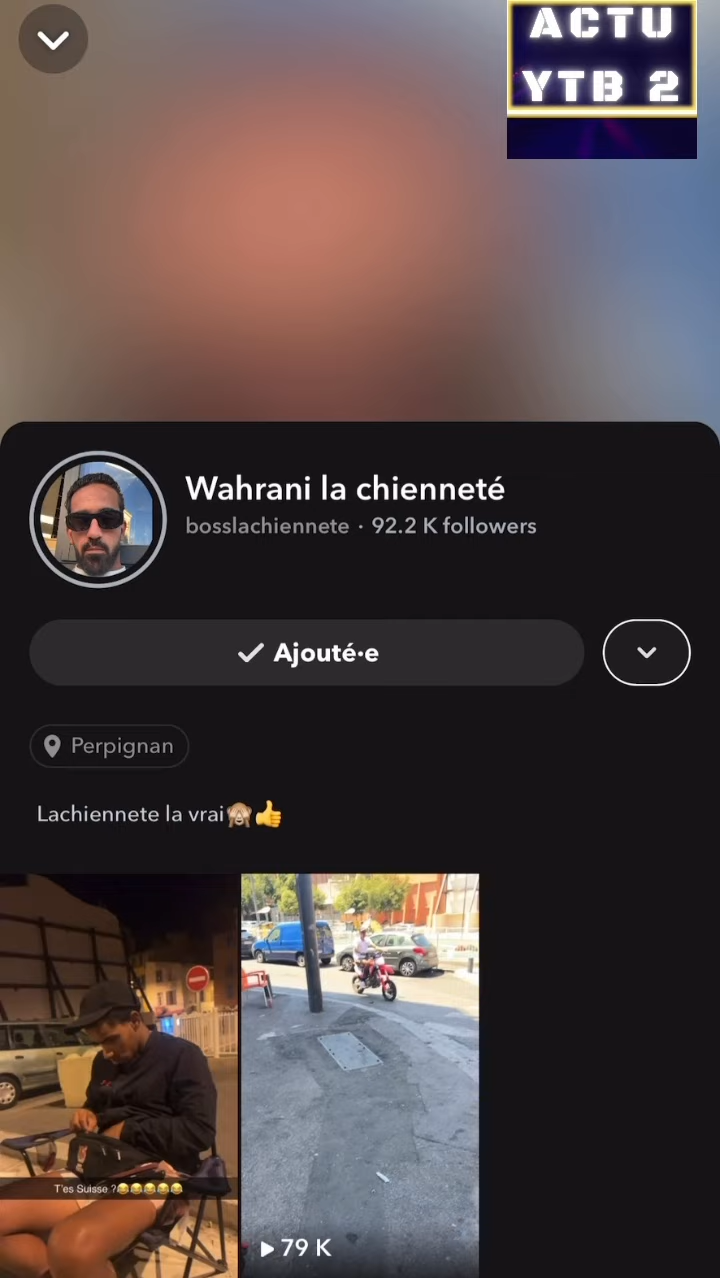 ACTU
YTB 2
Wahrani la chienneté
bosslachiennete · 92.2 K followers
Ajouté·e
Perpignan
Lachiennete la vrai🙈👍
T'es Suisse ?😂😂😂😂😂
79 K